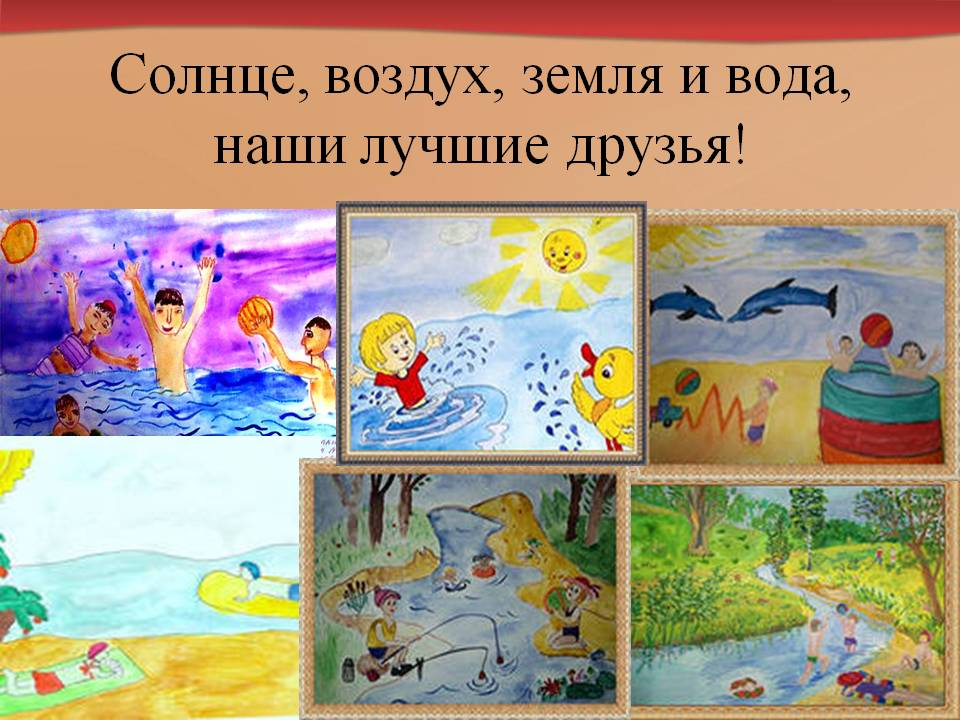 Солнце, воздух, земля и вода,
наши лучшие друзья!